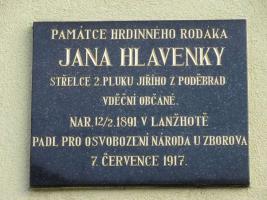 PAMÁTCE HRDINNÉHO RODÁKA
JANA HLAVENKY
STŘELCE 2. PLUKU JIŘÍHO Z PODĚBRAD
VDĚČNÍ OBČANÉ.
NAR. 12/2. 1891 V LANŽHOTĚ
PADL PRO OSVOBOZENÍ NÁRODA U ZBOROVA
7. ČERVENCE 1917.